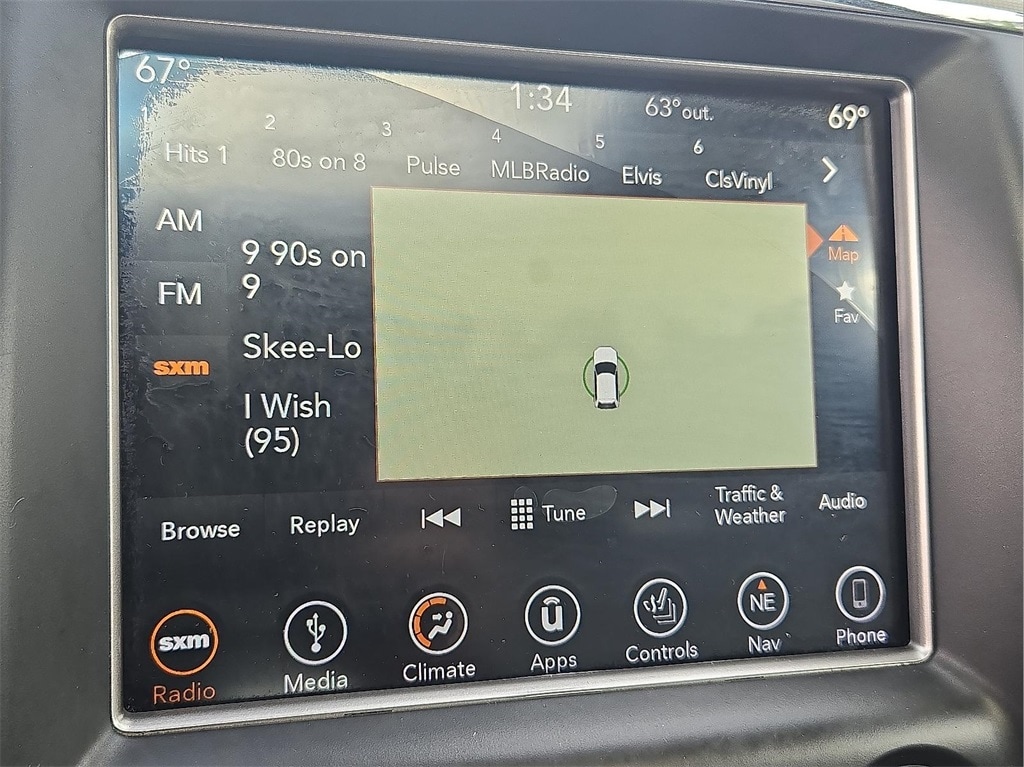 67° 1:34 63°out. 69°
1 2 3 4 5 6
Hits 1 80s on 8 Pulse MLBRadio Elvis ClsVinyl
AM
FM
sxm
9 90s on
9
Skee-Lo
I Wish
(95)
Map
Fav
Browse Replay Tune Traffic &
Weather Audio
sxm u NE
Radio Media Climate Apps Controls Nav Phone